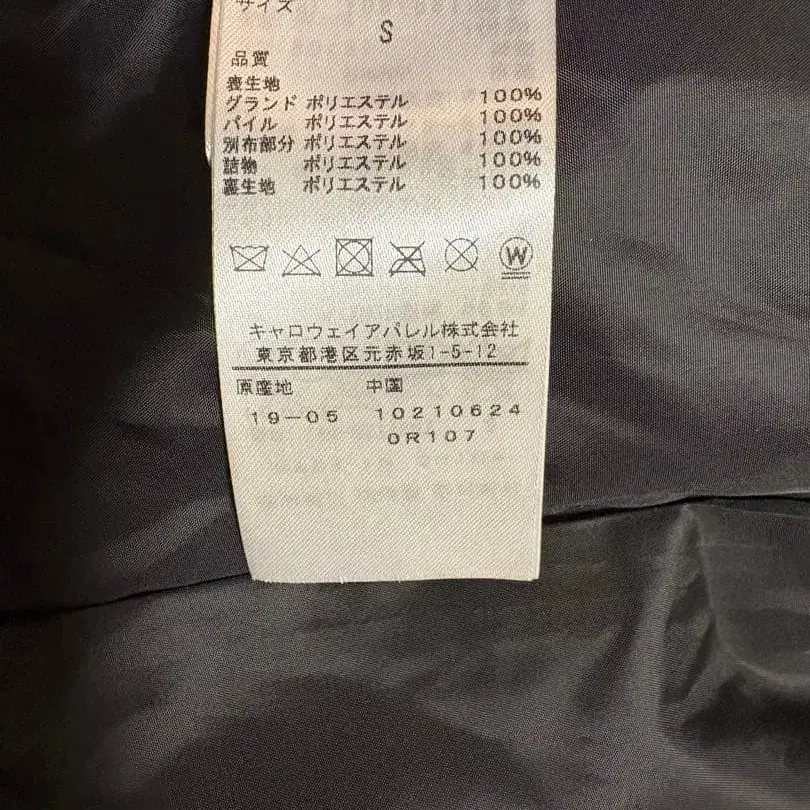 サイズ
S
品質
表生地
グランド ポリエステル 100%
パイル ポリエステル 100%
別布部分 ポリエステル 100%
詰物 ポリエステル 100%
裏生地 ポリエステル 100%
W
キャロウェイアパレル株式会社
東京都港区元赤坂1-5-12
原産地 中国
19-05 10210624
0R107